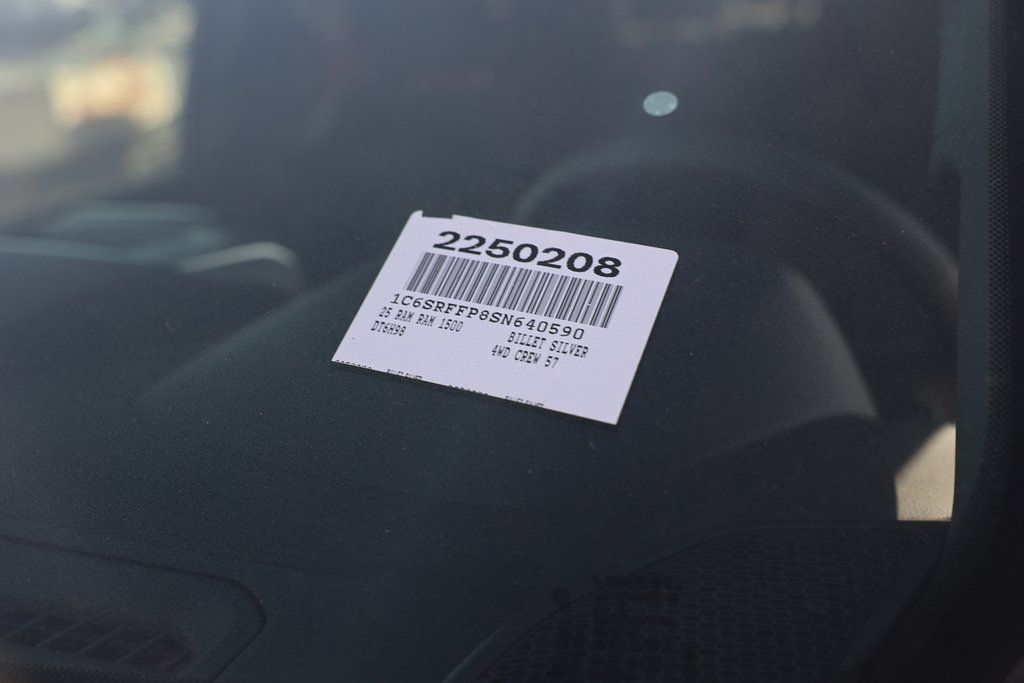 2250208
1C6SRFFP8SN640590
25 RAM RAM 1500 BILLET SILVER
DT6H98 4WD CREW 57